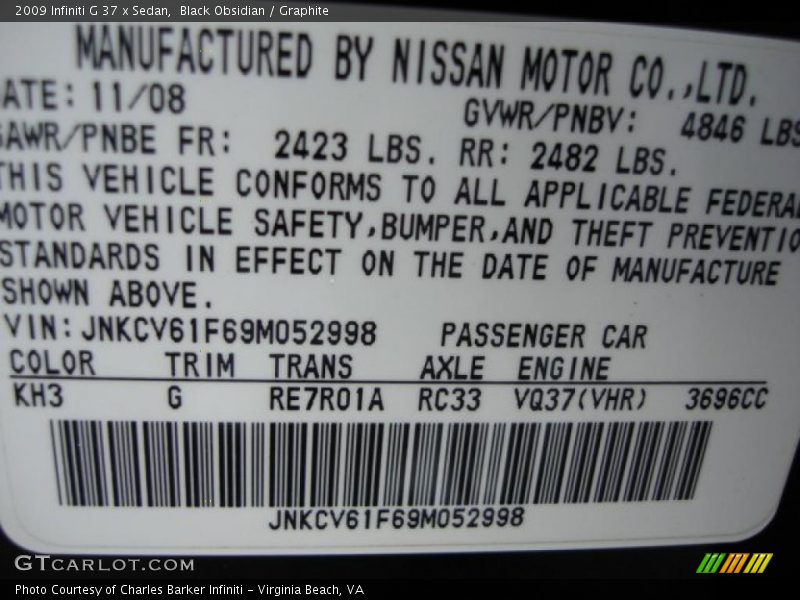 2009 Infiniti G 37 x Sedan, Black Obsidian / Graphite
MANUFACTURED BY NISSAN MOTOR CO.,LTD.
ATE: 11/08
GVWR/PNBV: 4846 LBS
GAWR/PNBE FR: 2423 LBS. RR: 2482 LBS.
THIS VEHICLE CONFORMS TO ALL APPLICABLE FEDERAL
MOTOR VEHICLE SAFETY,BUMPER,AND THEFT PREVENTIO
STANDARDS IN EFFECT ON THE DATE OF MANUFACTURE
SHOWN ABOVE.
VIN: JNKCV61F69M052998 PASSENGER CAR
COLOR TRIM TRANS AXLE ENGINE
KH3 G RE7R01A RC33 VQ37(VHR) 3696CC
JNKCV61F69M052998
GTCARLOT.COM
Photo Courtesy of Charles Barker Infiniti - Virginia Beach, VA